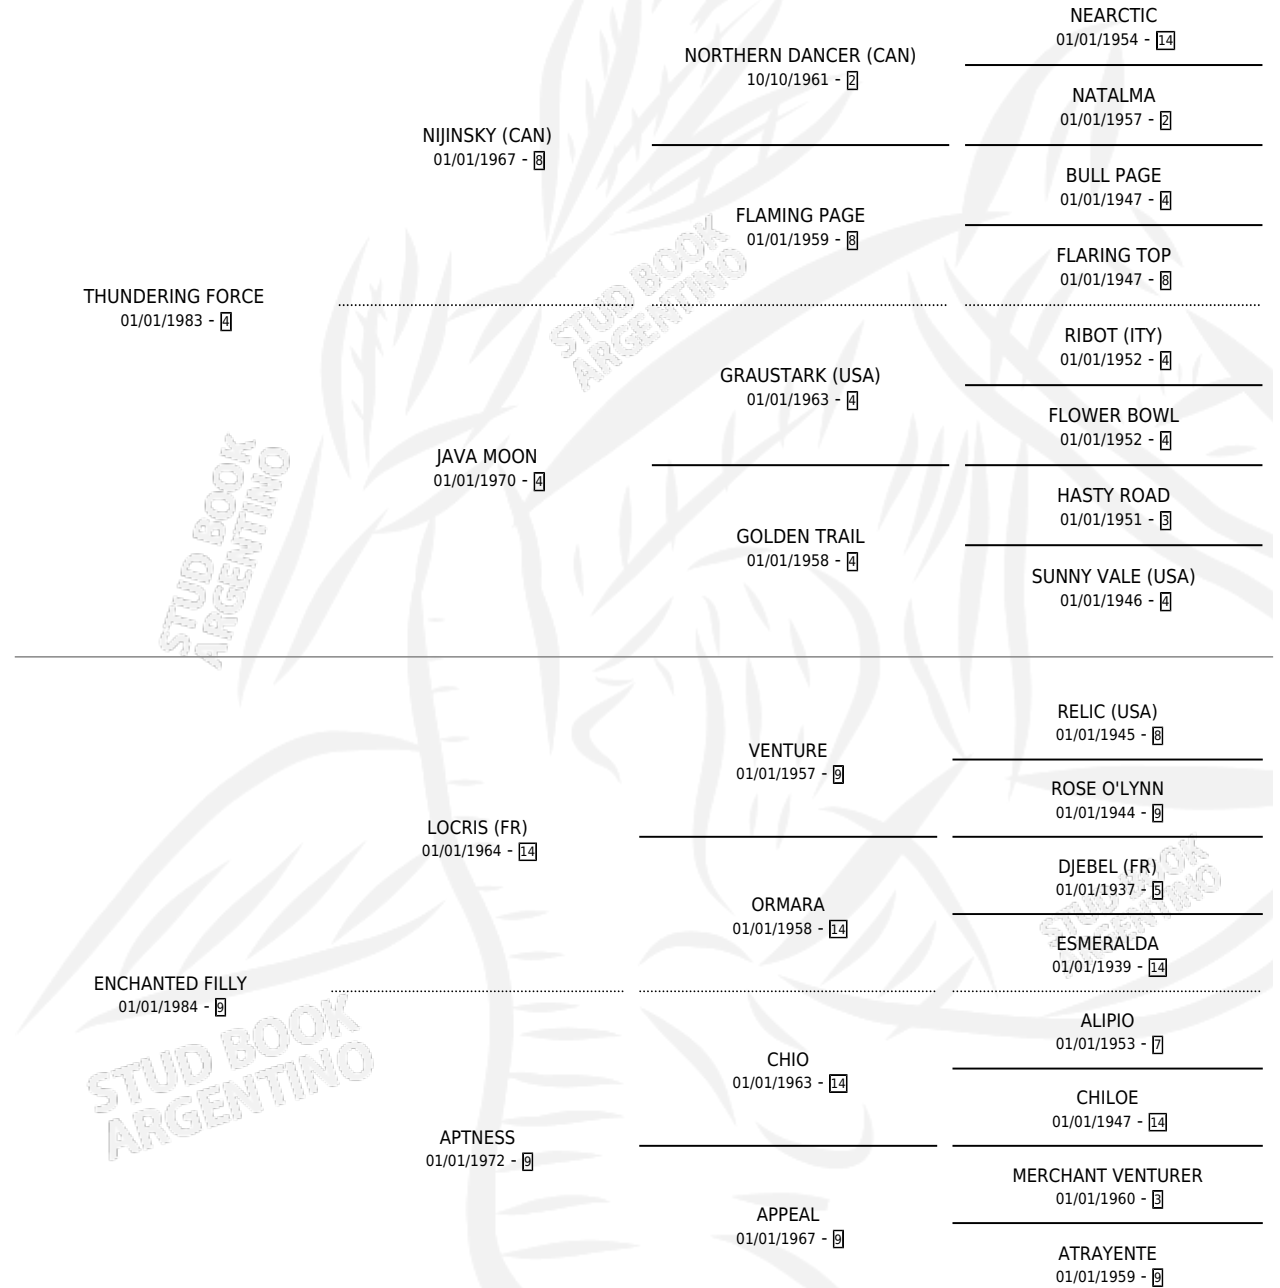 NEARCTIC
01/01/1954 - 14
NORTHERN DANCER (CAN)
10/10/1961 - 2
NATALMA
01/01/1957 - 2
NIJINSKY (CAN)
01/01/1967 - 8
BULL PAGE
01/01/1947 - 4
FLAMING PAGE
01/01/1959 - 8
FLARING TOP
01/01/1947 - 8
THUNDERING FORCE
01/01/1983 - 4
RIBOT (ITY)
01/01/1952 - 4
GRAUSTARK (USA)
01/01/1963 - 4
FLOWER BOWL
01/01/1952 - 4
JAVA MOON
01/01/1970 - 4
HASTY ROAD
01/01/1951 - 3
GOLDEN TRAIL
01/01/1958 - 4
SUNNY VALE (USA)
01/01/1946 - 4
RELIC (USA)
01/01/1945 - 8
VENTURE
01/01/1957 - 9
ROSE O'LYNN
01/01/1944 - 9
LOCRIS (FR)
01/01/1964 - 14
DJEBEL (FR)
01/01/1937 - 5
ORMARA
01/01/1958 - 14
ESMERALDA
01/01/1939 - 14
ENCHANTED FILLY
01/01/1984 - 9
ALIPIO
01/01/1953 - 7
CHIO
01/01/1963 - 14
CHILOE
01/01/1947 - 14
APTNESS
01/01/1972 - 9
MERCHANT VENTURER
01/01/1960 - 3
APPEAL
01/01/1967 - 9
ATRAYENTE
01/01/1959 - 9
STUD BOOK
ARGENTINO
STUD BOOK
ARGENTINO
STUD BOOK
ARGENTINO
STUD BOOK
ARGENTINO